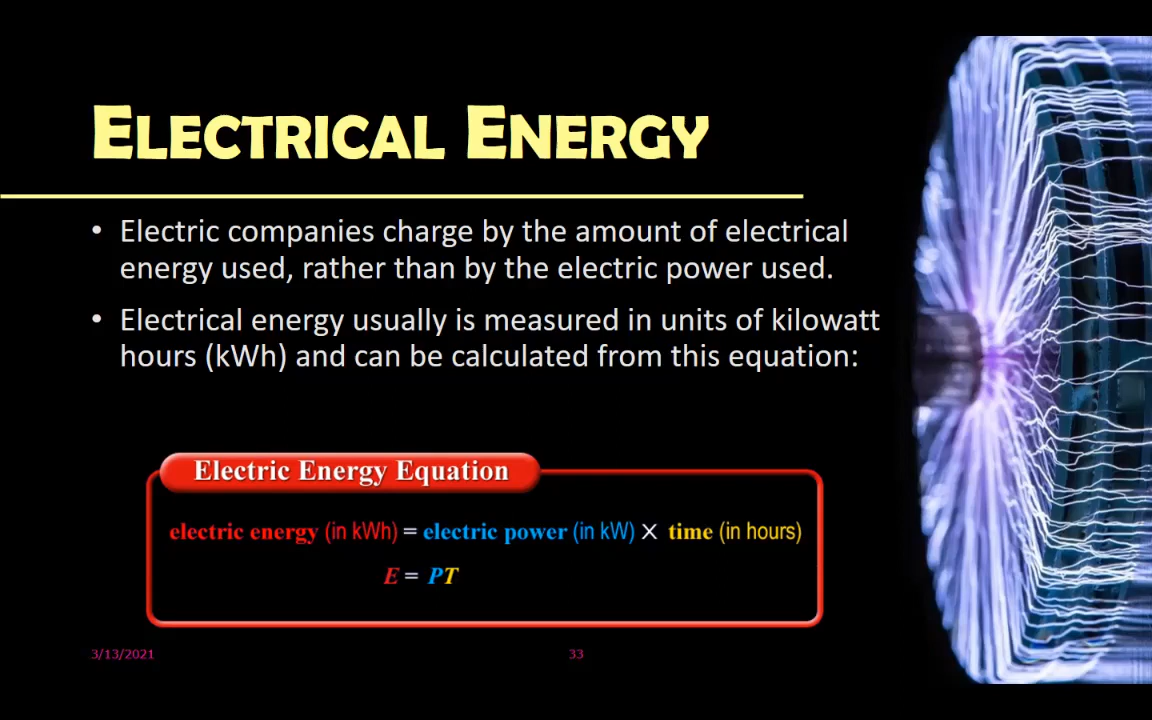 ELECTRICAL ENERGY
• Electric companies charge by the amount of electrical
energy used, rather than by the electric power used.
• Electrical energy usually is measured in units of kilowatt
hours (kWh) and can be calculated from this equation:
Electric Energy Equation
electric energy (in kWh) = electric power (in kW) X time (in hours)
E = PT
3/13/2021
33